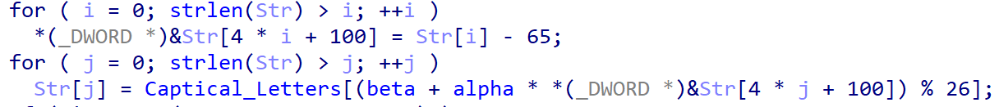 for ( i = 0; strlen(Str) > i; ++i )
*(_DWORD *)&Str[4 * i + 100] = Str[i] - 65;
for ( j = 0; strlen(Str) > j; ++j )
Str[j] = Captical_Letters[(beta + alpha * *(_DWORD *)&Str[4 * j + 100]) % 26];